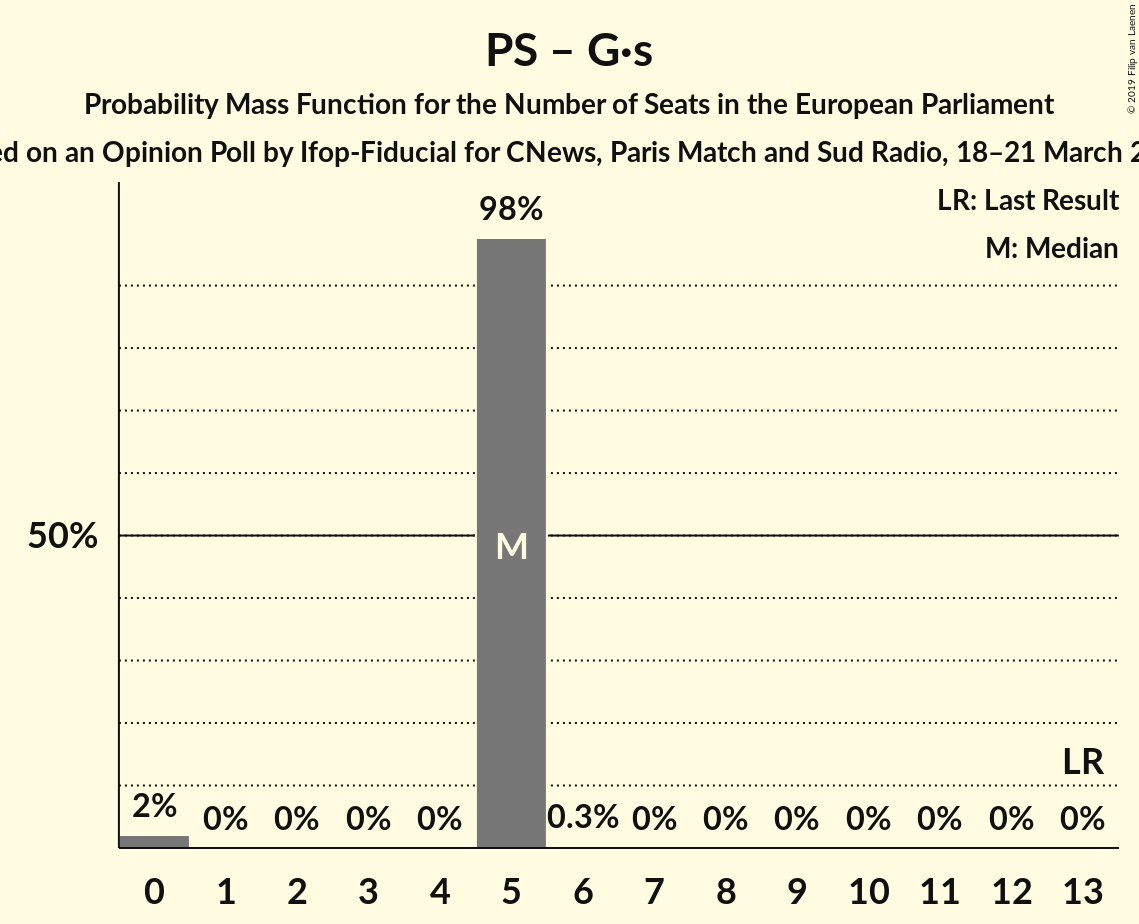 PS – G·s
Probability Mass Function for the Number of Seats in the European Parliament
on an Opinion Poll by Ifop-Fiducial for CNews, Paris Match and Sud Radio, 18–21 March
© 2019 Filip van Laenen
LR: Last Result
M: Median
98%
50%
M
LR
2% 0% 0% 0% 0% 0.3% 0% 0% 0% 0% 0% 0% 0%
0 1 2 3 4 5 6 7 8 9 10 11 12 13